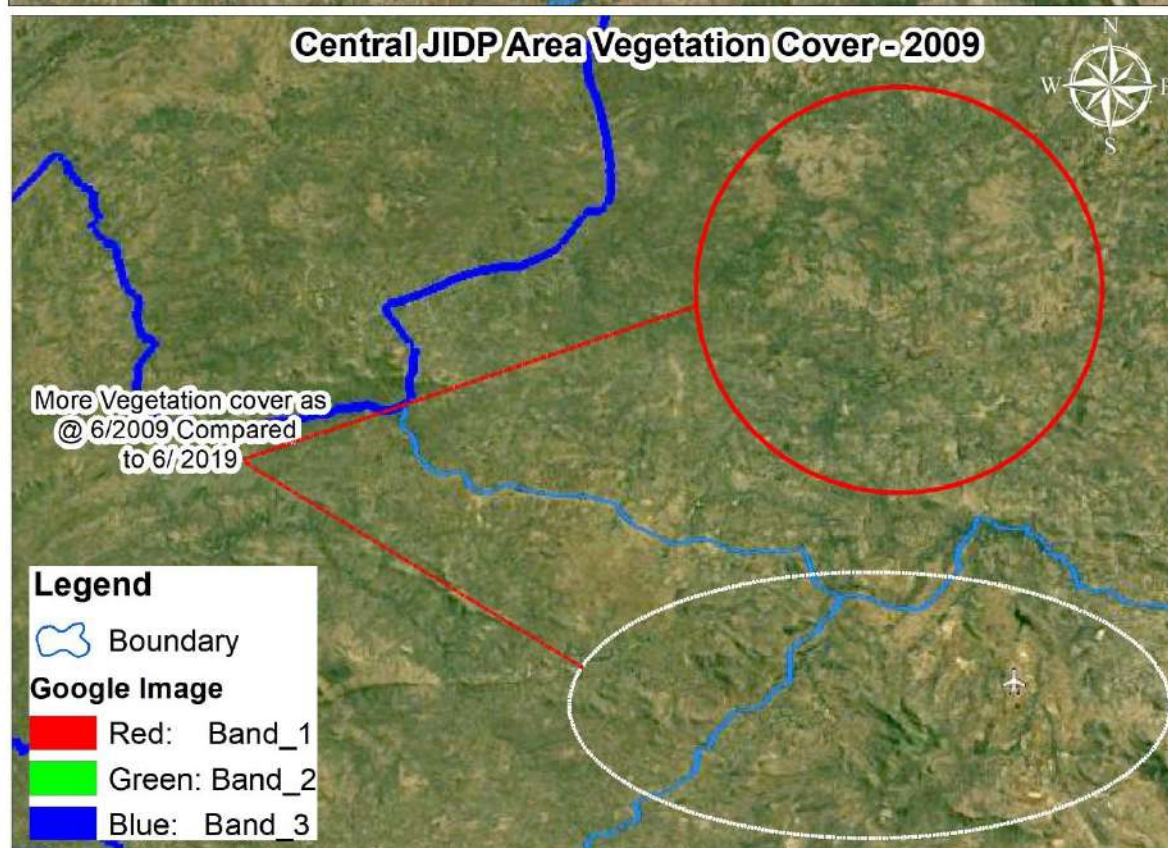 Central JIDP Area Vegetation Cover - 2009
N
W
E
S
More Vegetation cover as
@ 6/2009 Compared
to 6/ 2019
Legend
Boundary
Google Image
Red: Band_1
Green: Band_2
Blue: Band_3